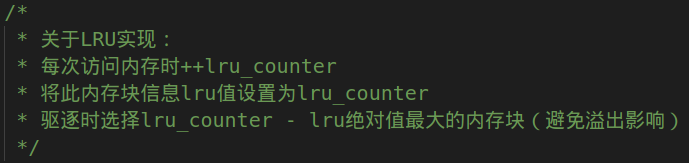 /*
* 关于LRU实现：
* 每次访问内存时++lru_counter
* 将此内存块信息lru值设置为lru_counter
* 驱逐时选择lru_counter - lru绝对值最大的内存块（避免溢出影响）
*/